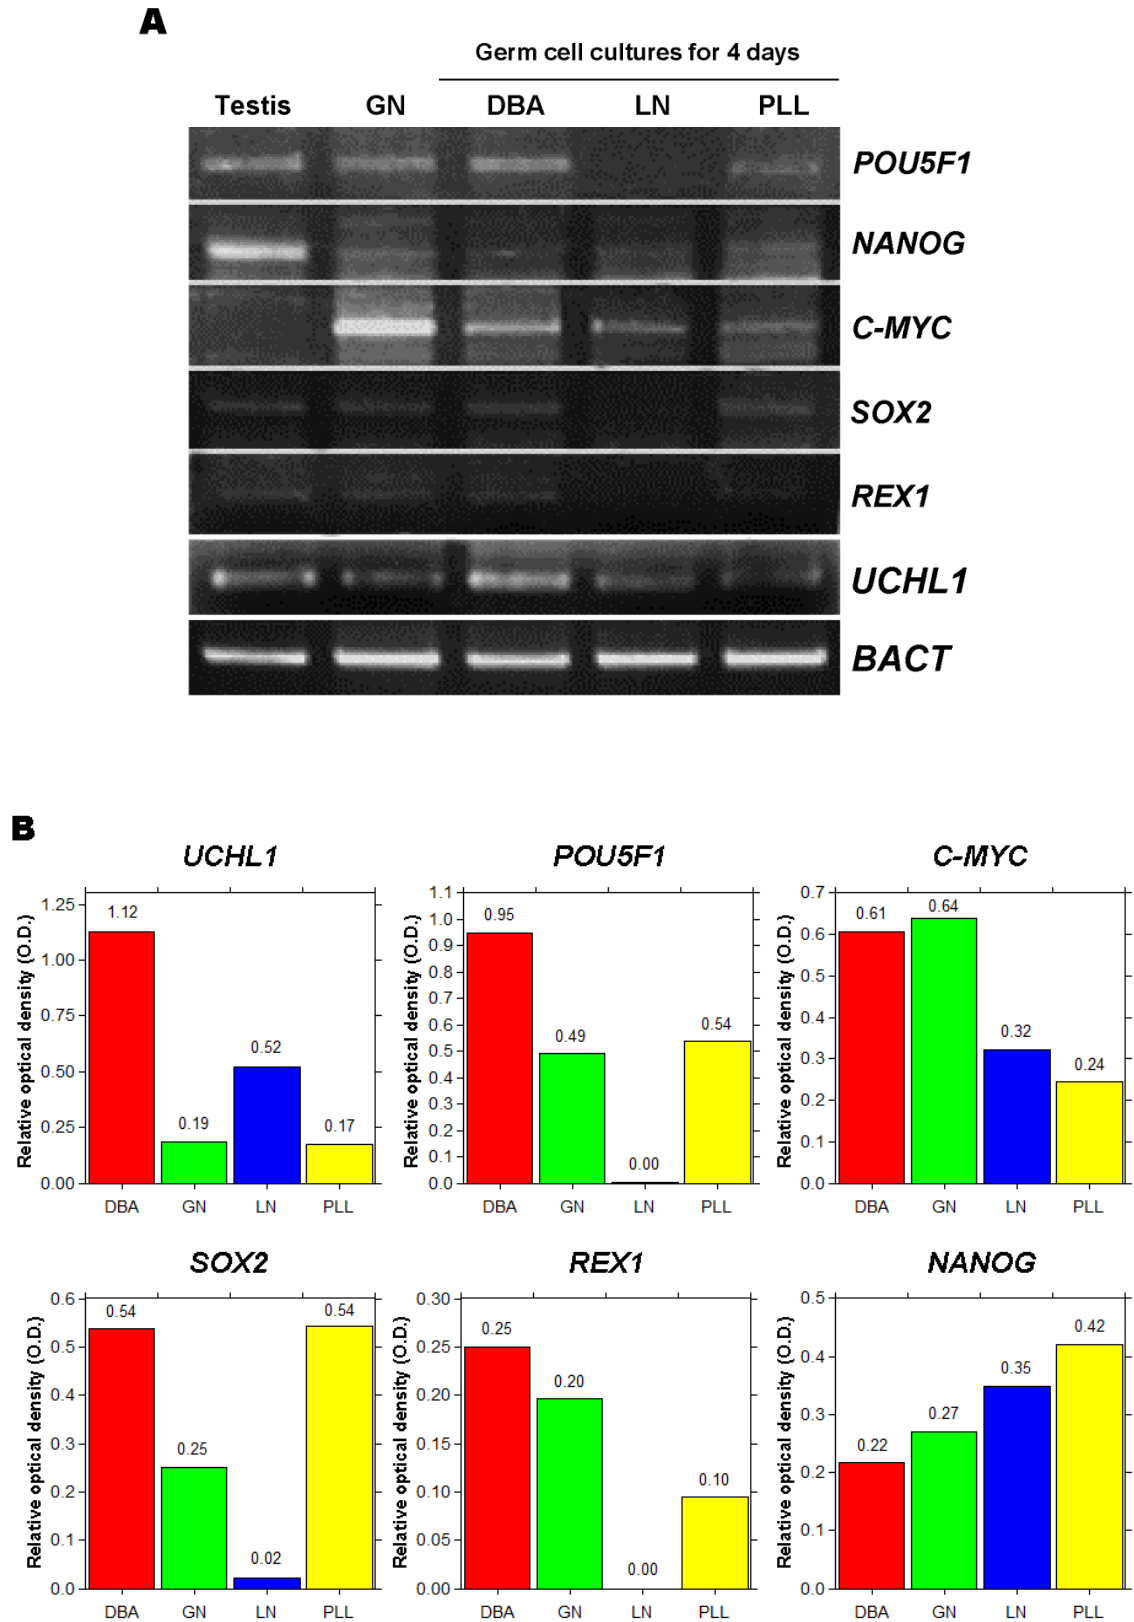 A
Germ cell cultures for 4 days
Testis GN DBA LN PLL
POU5F1
NANOG
C-MYC
SOX2
REX1
UCHL1
BACT
B
UCHL1
Relative optical density (O.D.)
1.25
1.00
0.75
0.50
0.25
0.00
1.12
0.19
0.52
0.17
DBA GN LN PLL
POU5F1
Relative optical density (O.D.)
1.1
1.0
0.9
0.8
0.7
0.6
0.5
0.4
0.3
0.2
0.1
0.0
0.95
0.49
0.00
0.54
DBA GN LN PLL
C-MYC
Relative optical density (O.D.)
0.7
0.6
0.5
0.4
0.3
0.2
0.1
0.0
0.61
0.64
0.32
0.24
DBA GN LN PLL
SOX2
Relative optical density (O.D.)
0.6
0.5
0.4
0.3
0.2
0.1
0.0
0.54
0.25
0.02
0.54
DBA GN LN PLL
REX1
Relative optical density (O.D.)
0.30
0.25
0.20
0.15
0.10
0.05
0.00
0.25
0.20
0.00
0.10
DBA GN LN PLL
NANOG
Relative optical density (O.D.)
0.5
0.4
0.3
0.2
0.1
0.0
0.22
0.27
0.35
0.42
DBA GN LN PLL